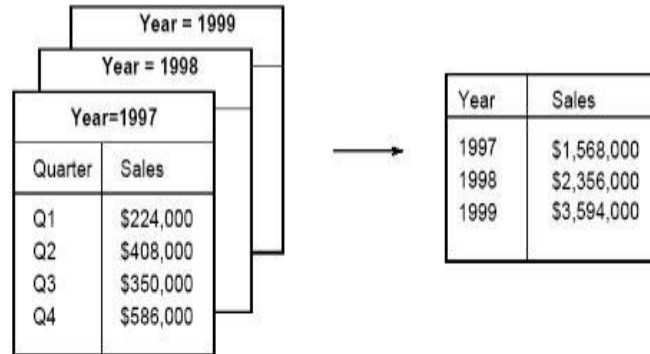 Year = 1999
Year = 1998
Year=1997
Quarter Sales
Q1 $224,000
Q2 $408,000
Q3 $350,000
Q4 $586,000
Year Sales
1997 $1,568,000
1998 $2,356,000
1999 $3,594,000